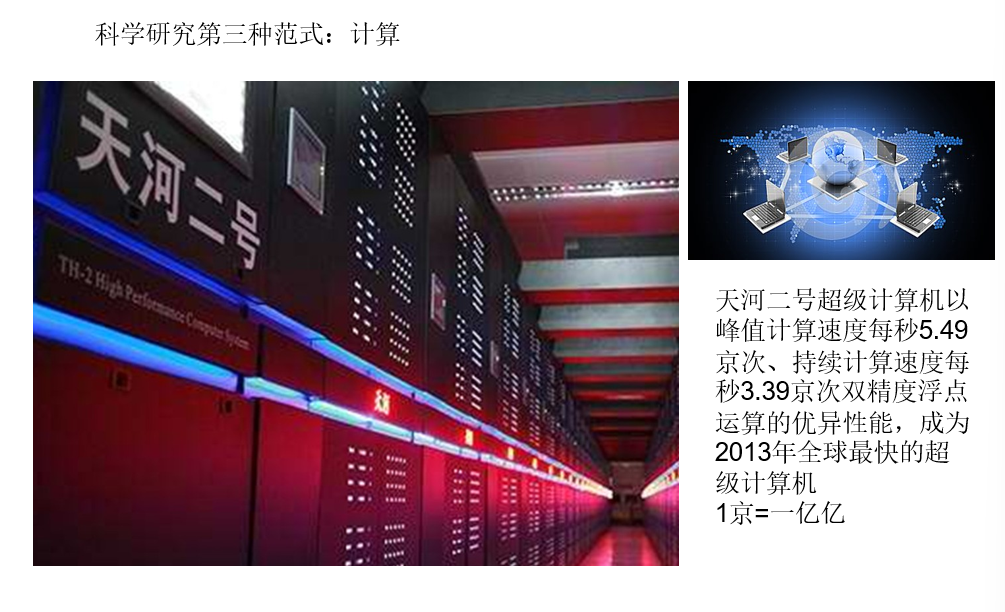 科学研究第三种范式：计算
天河二号
TH-2 High Performance Computer System
天河
天河二号超级计算机以
峰值计算速度每秒5.49
京次、持续计算速度每
秒3.39京次双精度浮点
运算的优异性能，成为
2013年全球最快的超
级计算机
1京=一亿亿